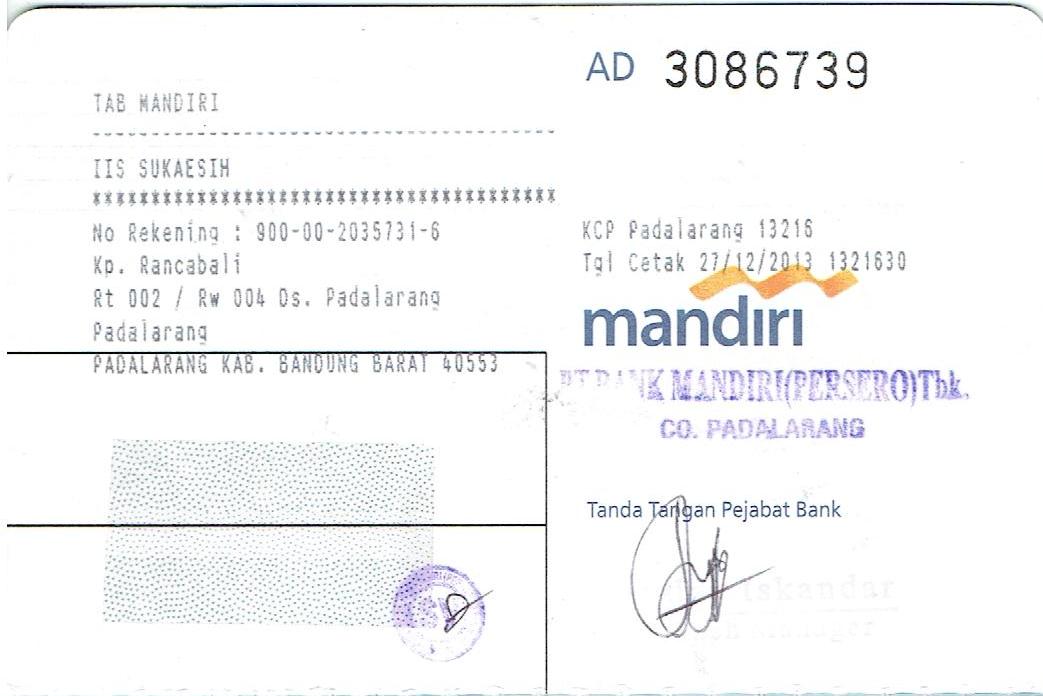 TAB MANDIRI
----------------------------------------
IIS SUKAESIH
****************************************
No Rekening : 900-00-2035731-6
Kp. Rancabali
Rt 002 / Rw 004 Ds. Padalarang
Padalarang
PADALARANG KAB. BANDUNG BARAT 40553
AD 3086739
KCP Padalarang 13216
Tgl Cetak 27/12/2013 1321630
mandiri
PT BANK MANDIRI(PERSERO)Tbk.
CO. PADALARANG
Tanda Tangan Pejabat Bank
Iskandar
Manager